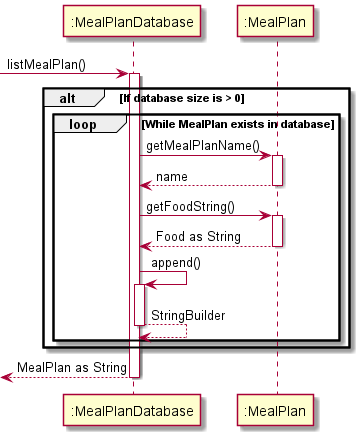 :MealPlanDatabase :MealPlan
listMealPlan()
alt [If database size is > 0]
loop [While MealPlan exists in database]
getMealPlanName()
name
getFoodString()
Food as String
append()
StringBuilder
MealPlan as String
:MealPlanDatabase :MealPlan